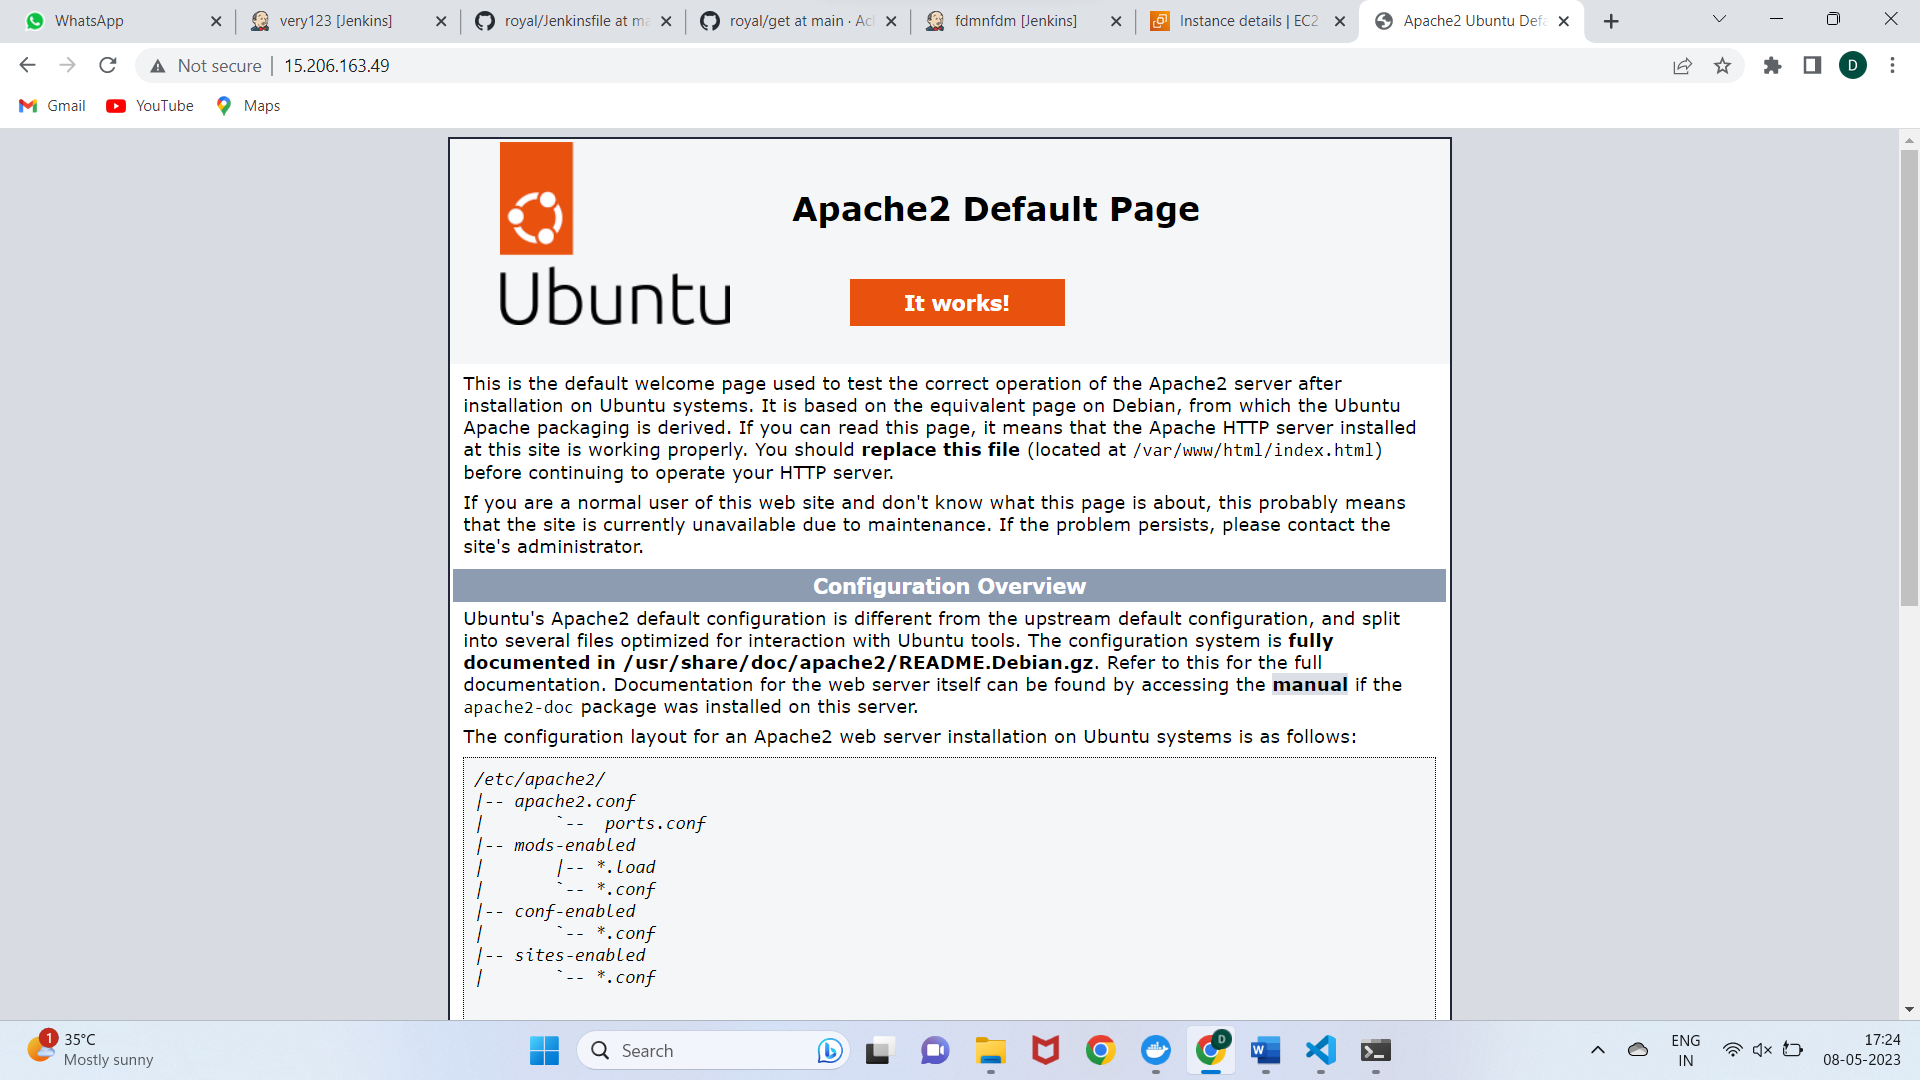 WhatsApp
very123 [Jenkins]
royal/Jenkinsfile at ma
royal/get at main · Acl
fdmnfdm [Jenkins]
Instance details | EC2
Apache2 Ubuntu Defa
Not secure | 15.206.163.49
D
Gmail
YouTube
Maps
Ubuntu
Apache2 Default Page
It works!
This is the default welcome page used to test the correct operation of the Apache2 server after
installation on Ubuntu systems. It is based on the equivalent page on Debian, from which the Ubuntu
Apache packaging is derived. If you can read this page, it means that the Apache HTTP server installed
at this site is working properly. You should replace this file (located at /var/www/html/index.html)
before continuing to operate your HTTP server.
If you are a normal user of this web site and don't know what this page is about, this probably means
that the site is currently unavailable due to maintenance. If the problem persists, please contact the
site's administrator.
Configuration Overview
Ubuntu's Apache2 default configuration is different from the upstream default configuration, and split
into several files optimized for interaction with Ubuntu tools. The configuration system is fully
documented in /usr/share/doc/apache2/README.Debian.gz. Refer to this for the full
documentation. Documentation for the web server itself can be found by accessing the manual if the
apache2-doc package was installed on this server.
The configuration layout for an Apache2 web server installation on Ubuntu systems is as follows:
/etc/apache2/
|-- apache2.conf
|       `--  ports.conf
|-- mods-enabled
|       |-- *.load
|       `-- *.conf
|-- conf-enabled
|       `-- *.conf
|-- sites-enabled
|       `-- *.conf
1
35°C
Mostly sunny
Search
D
W
ENG
IN
17:24
08-05-2023